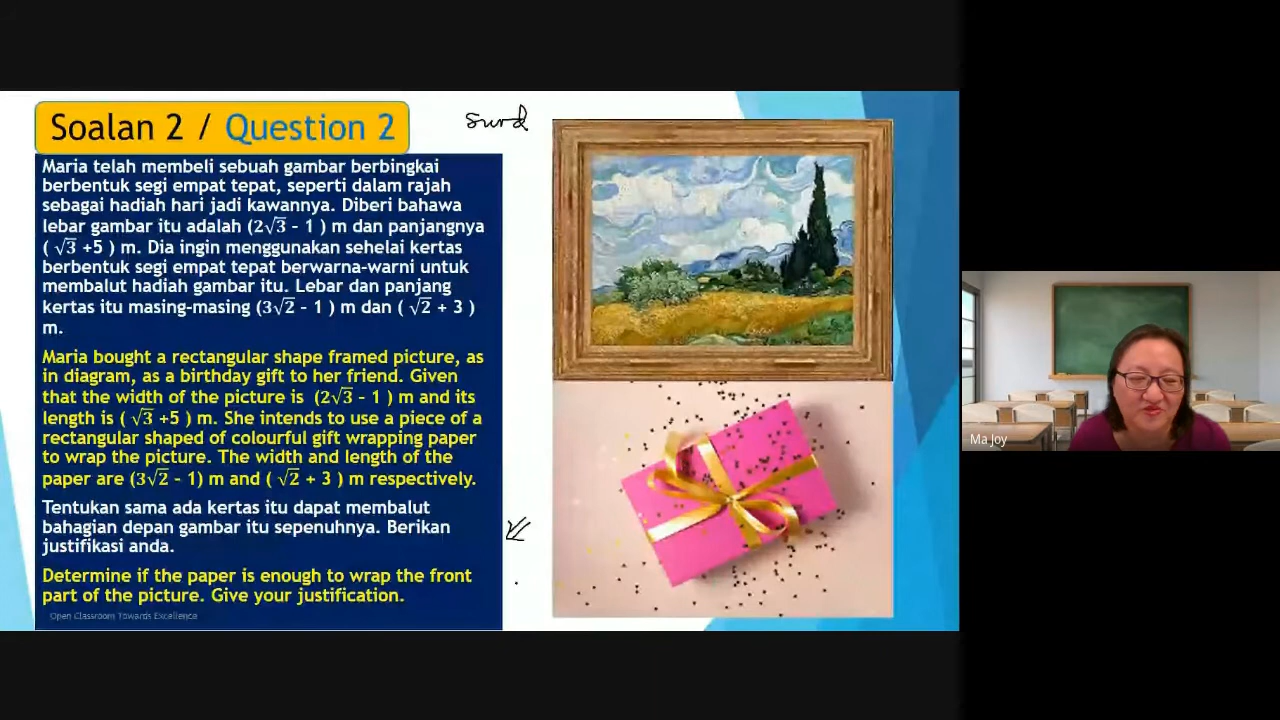 Soalan 2 / Question 2
surd
Maria telah membeli sebuah gambar berbingkai
berbentuk segi empat tepat, seperti dalam rajah
sebagai hadiah hari jadi kawannya. Diberi bahawa
lebar gambar itu adalah (2√3 – 1 ) m dan panjangnya
( √3 +5 ) m. Dia ingin menggunakan sehelai kertas
berbentuk segi empat tepat berwarna-warni untuk
membalut hadiah gambar itu. Lebar dan panjang
kertas itu masing-masing (3√2 – 1 ) m dan ( √2 + 3 )
m.
Maria bought a rectangular shape framed picture, as
in diagram, as a birthday gift to her friend. Given
that the width of the picture is (2√3 – 1 ) m and its
length is ( √3 +5 ) m. She intends to use a piece of a
rectangular shaped of colourful gift wrapping paper
to wrap the picture. The width and length of the
paper are (3√2 – 1) m and ( √2 + 3 ) m respectively.
Tentukan sama ada kertas itu dapat membalut
bahagian depan gambar itu sepenuhnya. Berikan
justifikasi anda.
Determine if the paper is enough to wrap the front
part of the picture. Give your justification.
Open Classroom Towards Excellence
Ma Joy